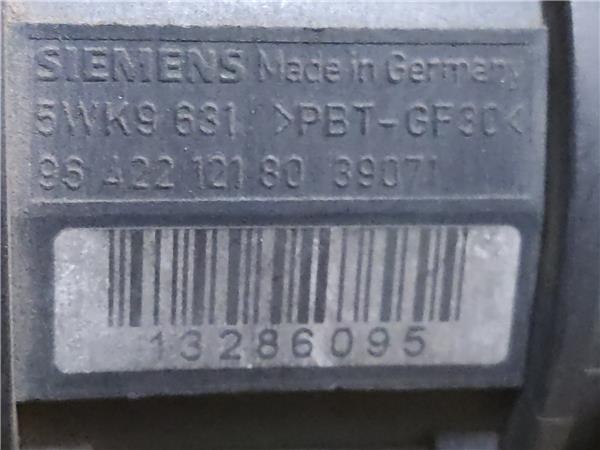 SIEMENS Made in Germany
5WK9 631 >PBT-GF30<
96 422 121 80 39071
13286095